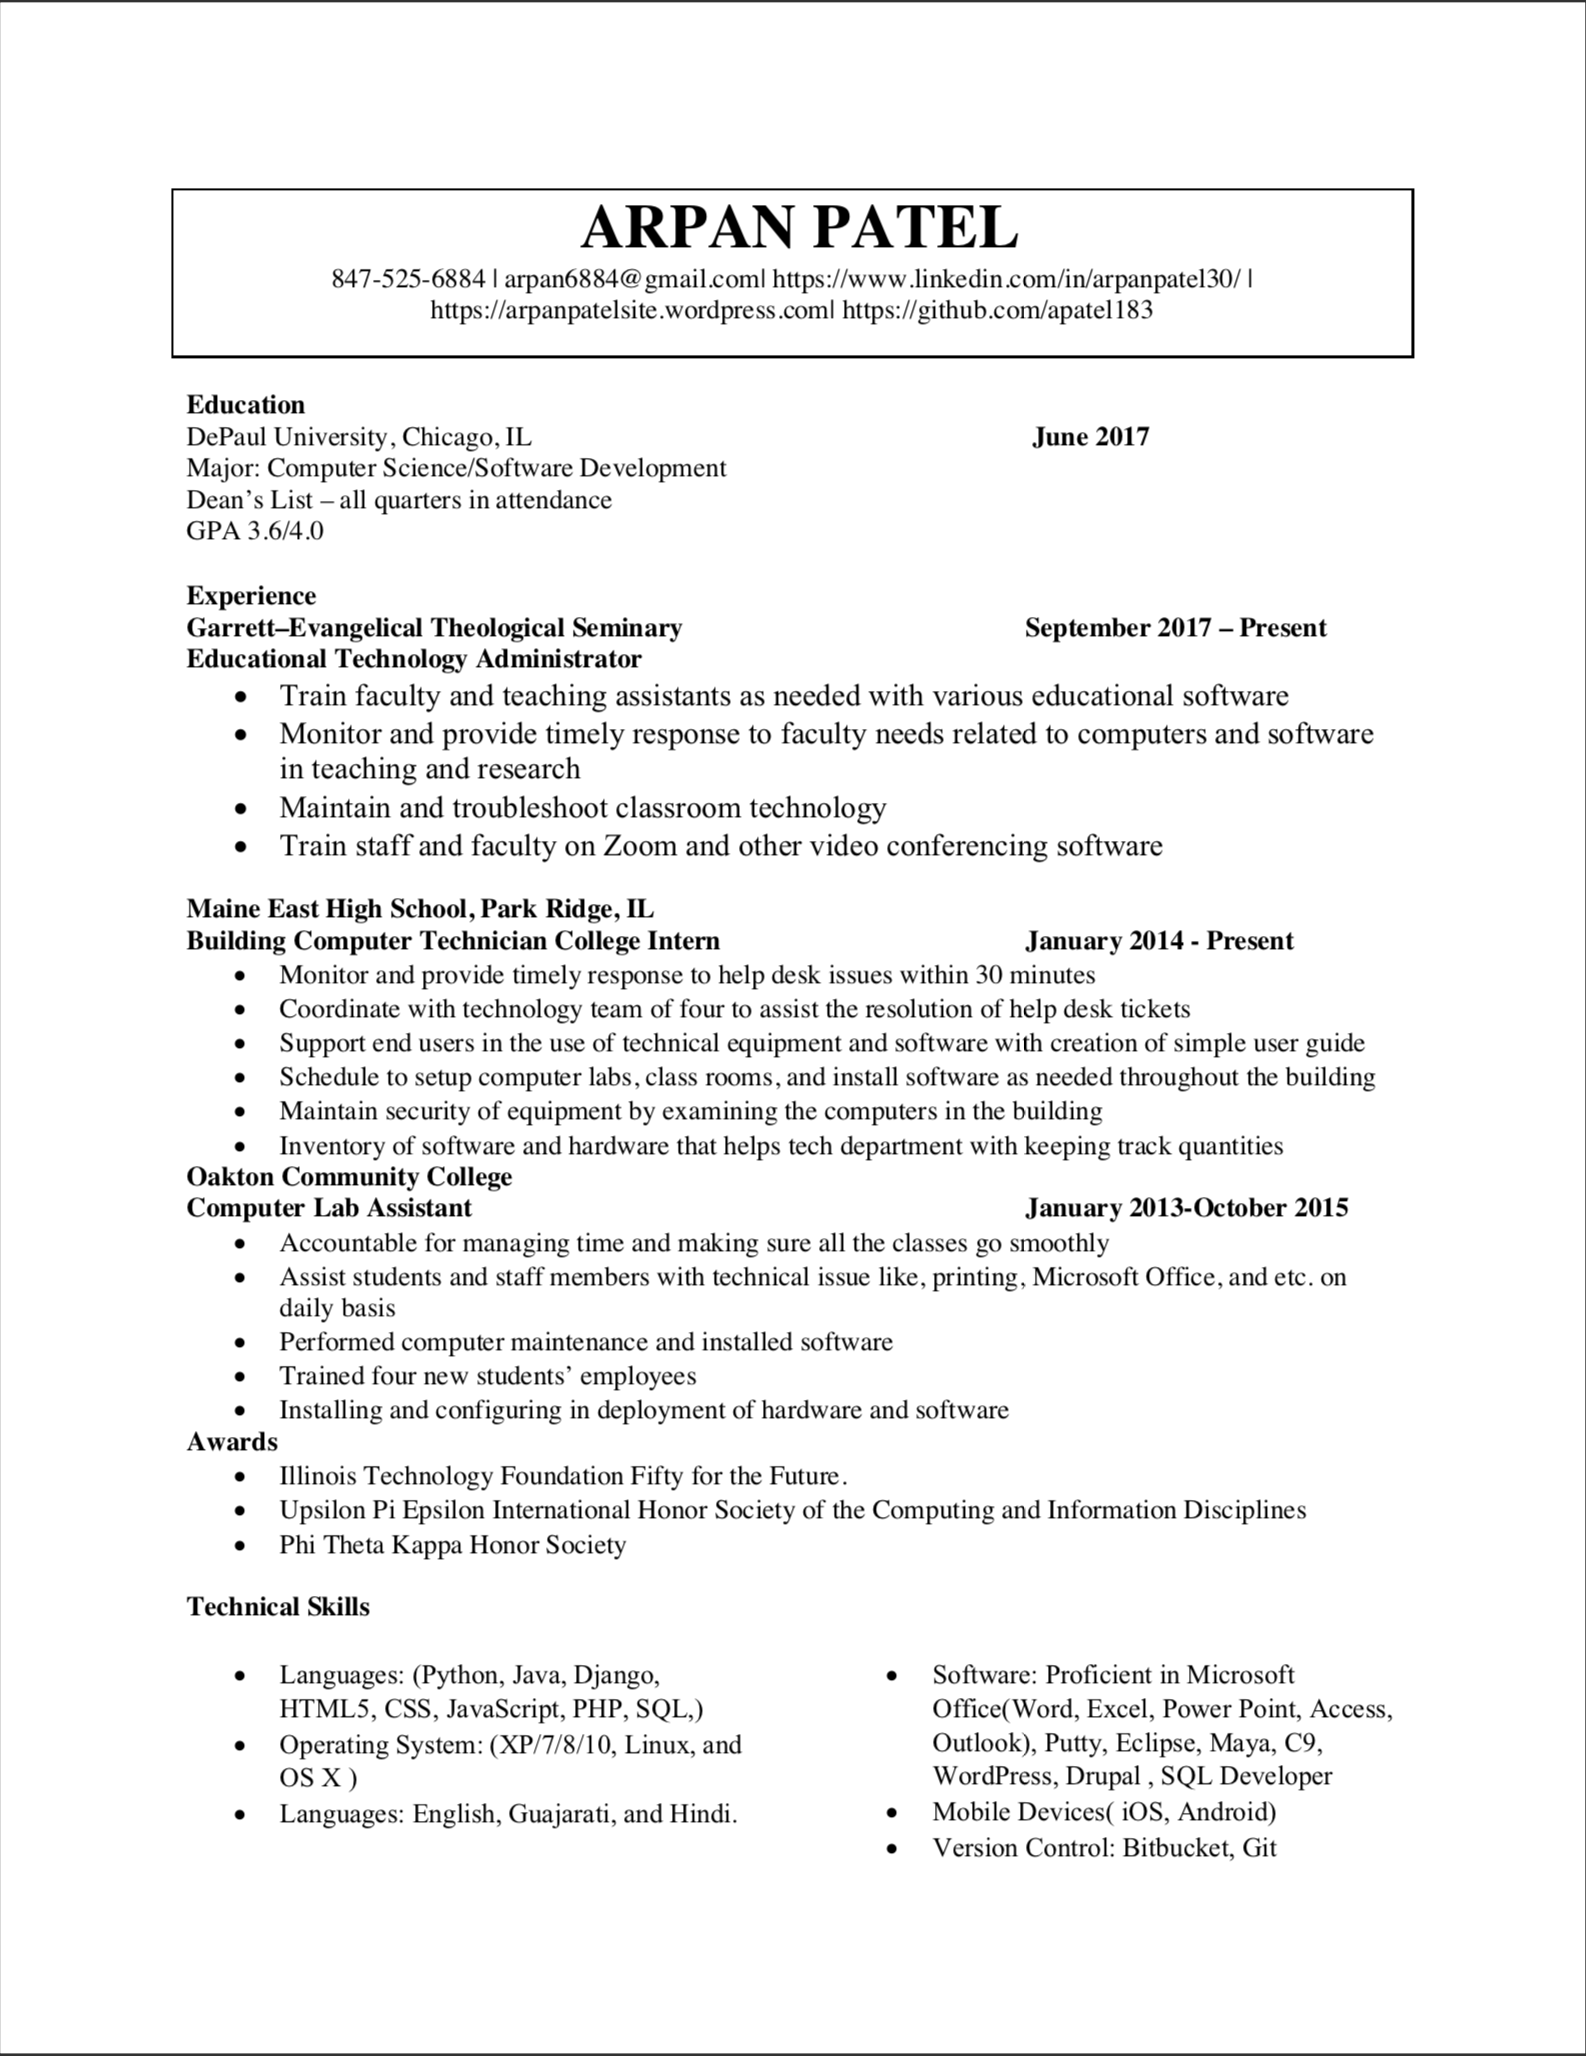 ARPAN PATEL
847-525-6884 | arpan6884@gmail.com| https://www.linkedin.com/in/arpanpatel30/ |
https://arpanpatelsite.wordpress.com| https://github.com/apatel183
Education
DePaul University, Chicago, IL June 2017
Major: Computer Science/Software Development
Dean’s List – all quarters in attendance
GPA 3.6/4.0
Experience
Garrett–Evangelical Theological Seminary September 2017 – Present
Educational Technology Administrator
• Train faculty and teaching assistants as needed with various educational software
• Monitor and provide timely response to faculty needs related to computers and software
in teaching and research
• Maintain and troubleshoot classroom technology
• Train staff and faculty on Zoom and other video conferencing software
Maine East High School, Park Ridge, IL
Building Computer Technician College Intern January 2014 - Present
• Monitor and provide timely response to help desk issues within 30 minutes
• Coordinate with technology team of four to assist the resolution of help desk tickets
• Support end users in the use of technical equipment and software with creation of simple user guide
• Schedule to setup computer labs, class rooms, and install software as needed throughout the building
• Maintain security of equipment by examining the computers in the building
• Inventory of software and hardware that helps tech department with keeping track quantities
Oakton Community College
Computer Lab Assistant January 2013-October 2015
• Accountable for managing time and making sure all the classes go smoothly
• Assist students and staff members with technical issue like, printing, Microsoft Office, and etc. on
daily basis
• Performed computer maintenance and installed software
• Trained four new students’ employees
• Installing and configuring in deployment of hardware and software
Awards
• Illinois Technology Foundation Fifty for the Future.
• Upsilon Pi Epsilon International Honor Society of the Computing and Information Disciplines
• Phi Theta Kappa Honor Society
Technical Skills
• Languages: (Python, Java, Django,
HTML5, CSS, JavaScript, PHP, SQL,)
• Operating System: (XP/7/8/10, Linux, and
OS X )
• Languages: English, Guajarati, and Hindi.
• Software: Proficient in Microsoft
Office(Word, Excel, Power Point, Access,
Outlook), Putty, Eclipse, Maya, C9,
WordPress, Drupal , SQL Developer
• Mobile Devices( iOS, Android)
• Version Control: Bitbucket, Git